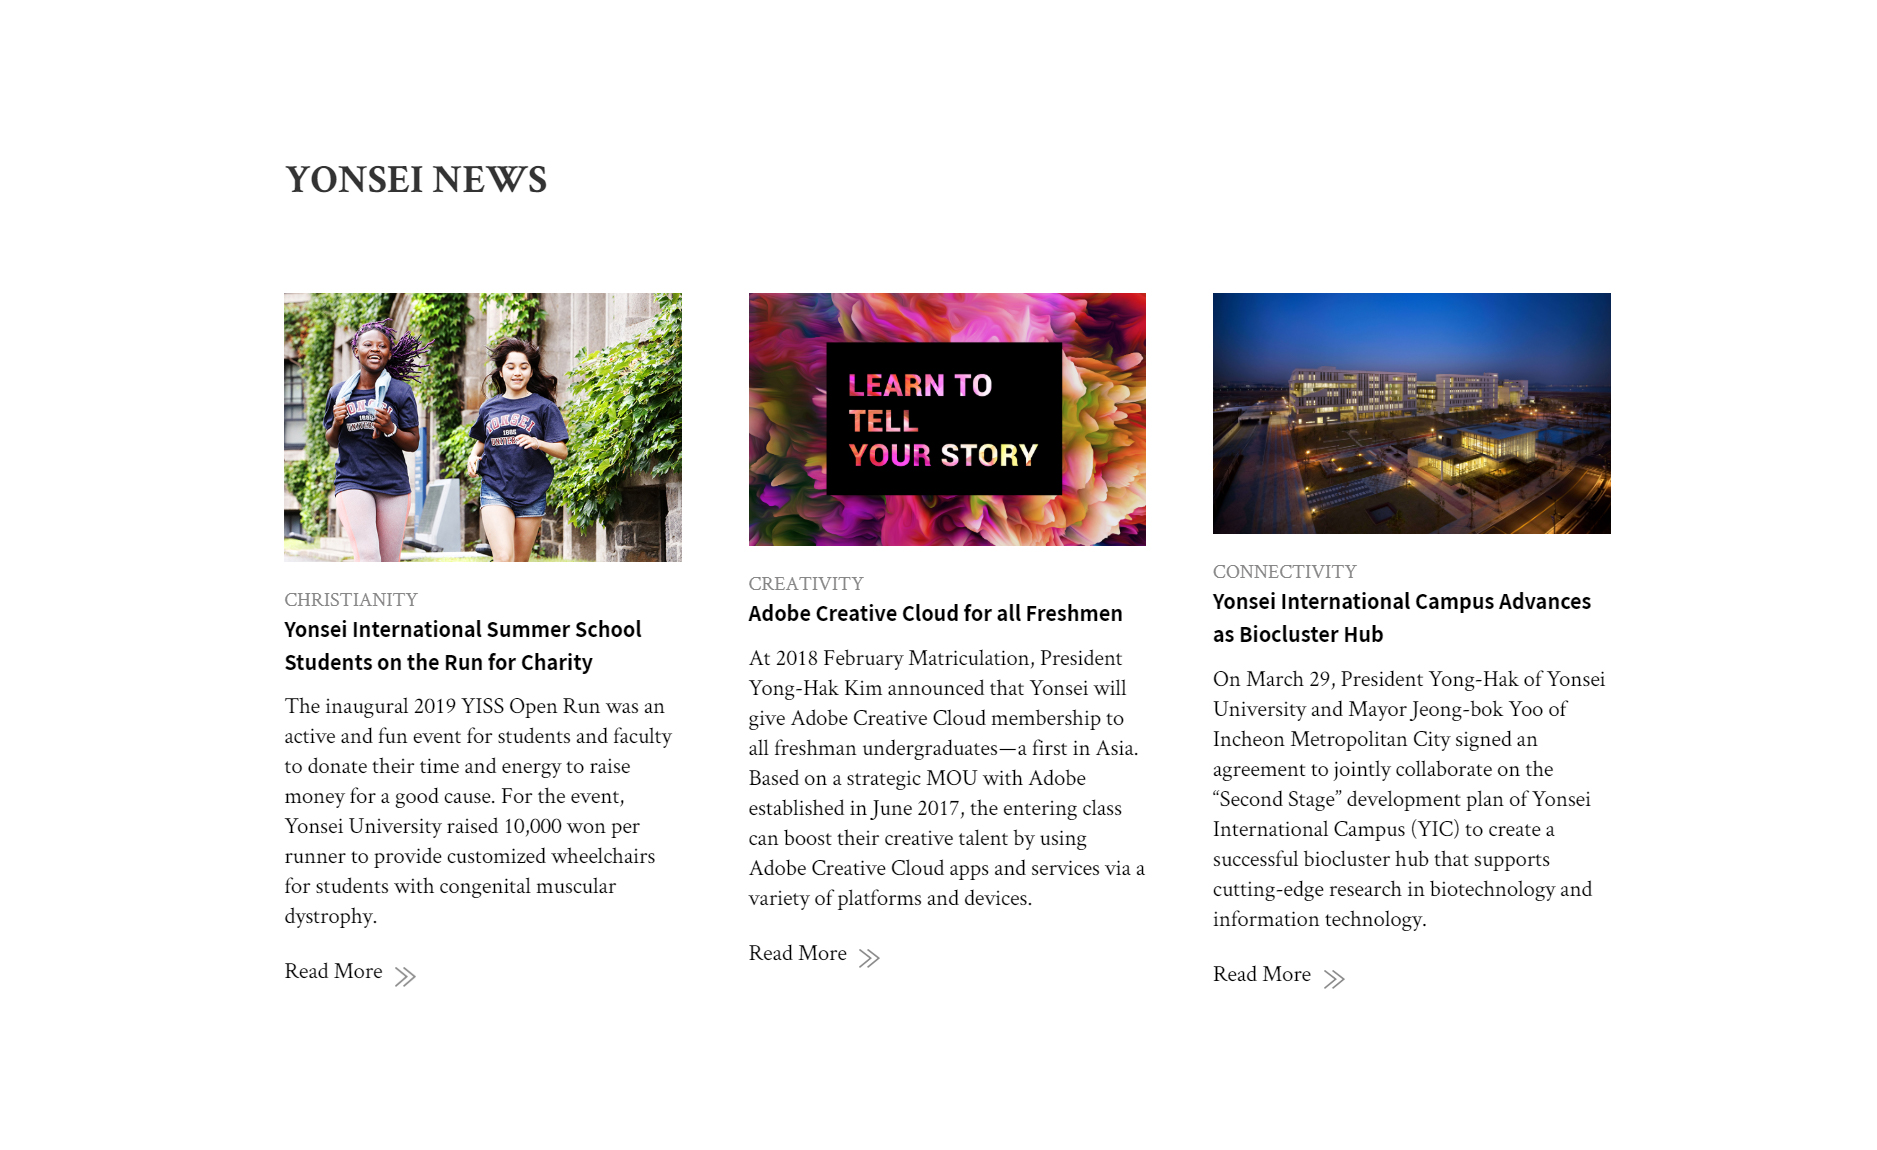 YONSEI NEWS
YONSEI
1885
UNIVERSITY
YONSEI
1885
LEARN TO
TELL
YOUR STORY
CHRISTIANITY
Yonsei International Summer School
Students on the Run for Charity
The inaugural 2019 YISS Open Run was an
active and fun event for students and faculty
to donate their time and energy to raise
money for a good cause. For the event,
Yonsei University raised 10,000 won per
runner to provide customized wheelchairs
for students with congenital muscular
dystrophy.
Read More
CREATIVITY
Adobe Creative Cloud for all Freshmen
At 2018 February Matriculation, President
Yong-Hak Kim announced that Yonsei will
give Adobe Creative Cloud membership to
all freshman undergraduates—a first in Asia.
Based on a strategic MOU with Adobe
established in June 2017, the entering class
can boost their creative talent by using
Adobe Creative Cloud apps and services via a
variety of platforms and devices.
Read More
CONNECTIVITY
Yonsei International Campus Advances
as Biocluster Hub
On March 29, President Yong-Hak of Yonsei
University and Mayor Jeong-bok Yoo of
Incheon Metropolitan City signed an
agreement to jointly collaborate on the
“Second Stage” development plan of Yonsei
International Campus (YIC) to create a
successful biocluster hub that supports
cutting-edge research in biotechnology and
information technology.
Read More